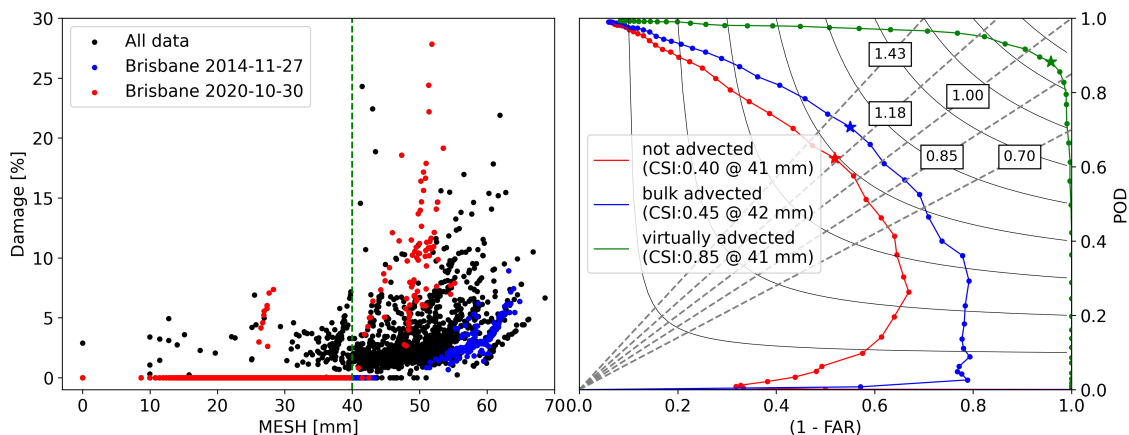 30
25
20
15
10
5
0
Damage [%]
All data
Brisbane 2014-11-27
Brisbane 2020-10-30
0
10
20
30
40
50
60
70
MESH [mm]
1.43
1.18
1.00
0.85
0.70
not advected
(CSI:0.40 @ 41 mm)
bulk advected
(CSI:0.45 @ 42 mm)
virtually advected
(CSI:0.85 @ 41 mm)
0.0
0.2
0.4
0.6
0.8
1.0
(1 - FAR)
1.0
0.8
0.6
0.4
0.2
0.0
POD